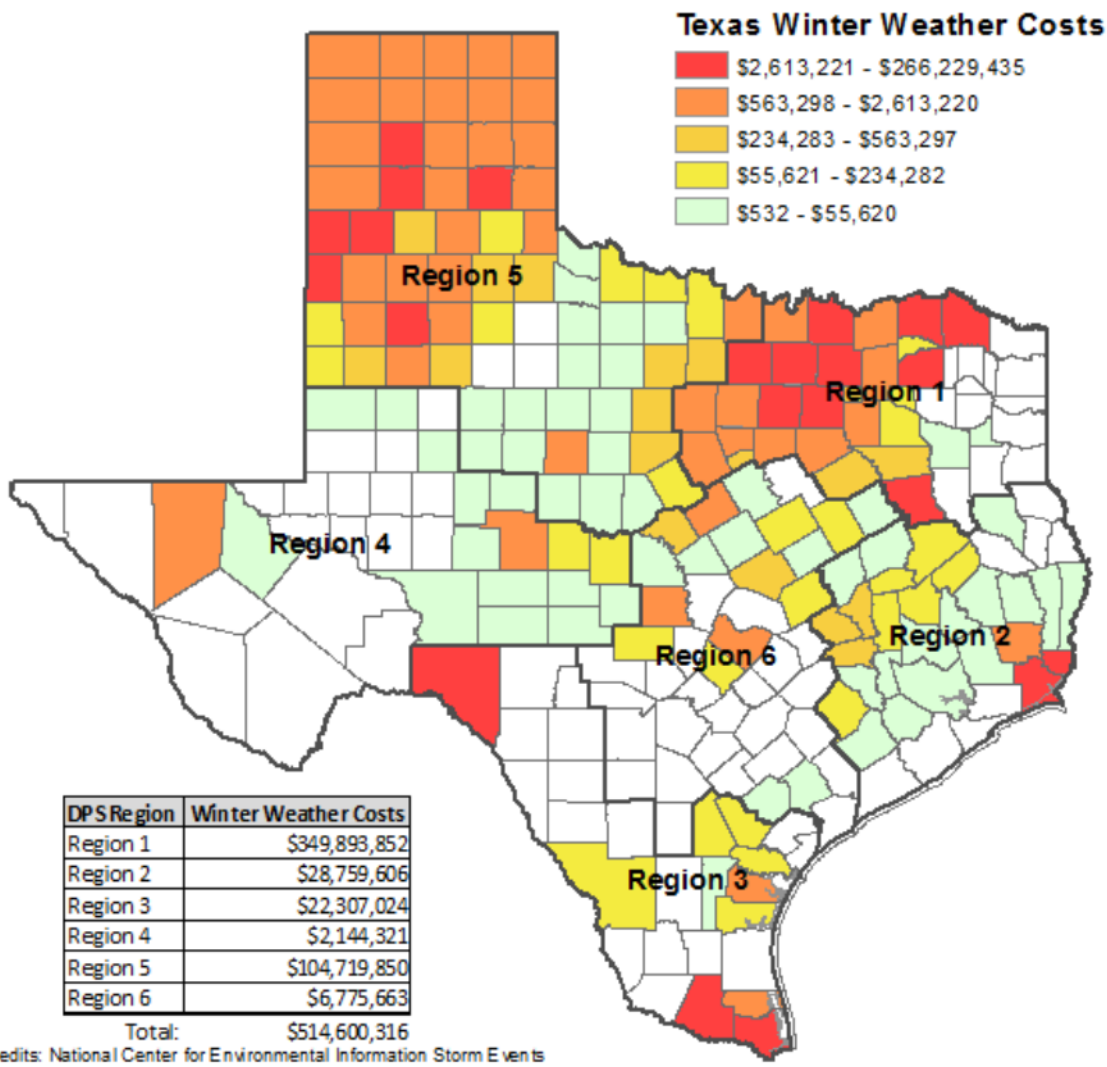 Texas Winter Weather Costs
$2,613,221 - $266,229,435
$563,298 - $2,613,220
$234,283 - $563,297
$55,621 - $234,282
$532 - $55,620
Region 5
Region 1
Region 4
Region 2
Region 6
Region 3
DPS Region Winter Weather Costs
Region 1 $349,893,852
Region 2 $28,759,606
Region 3 $22,307,024
Region 4 $2,144,321
Region 5 $104,719,850
Region 6 $6,775,663
Total: $514,600,316
edits: National Center for Environmental Information Storm Events